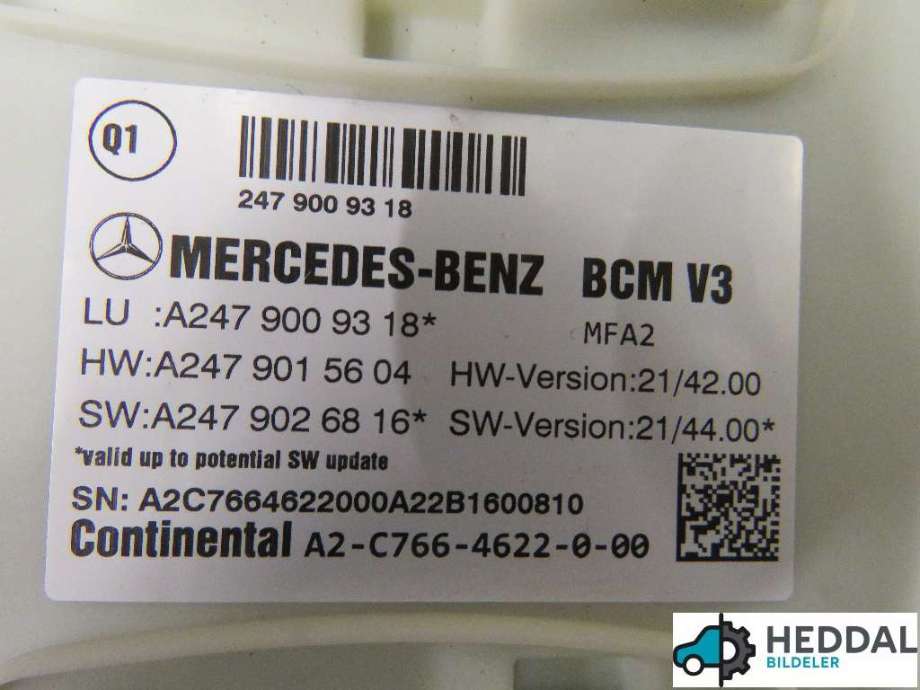 Q1
247 900 93 18
MERCEDES-BENZ BCM V3
LU :A247 900 93 18*
MFA2
HW:A247 901 56 04 HW-Version:21/42.00
SW:A247 902 68 16* SW-Version:21/44.00*
*valid up to potential SW update
SN: A2C7664622000A22B1600810
Continental A2-C766-4622-0-00
HEDDAL
BILDELER